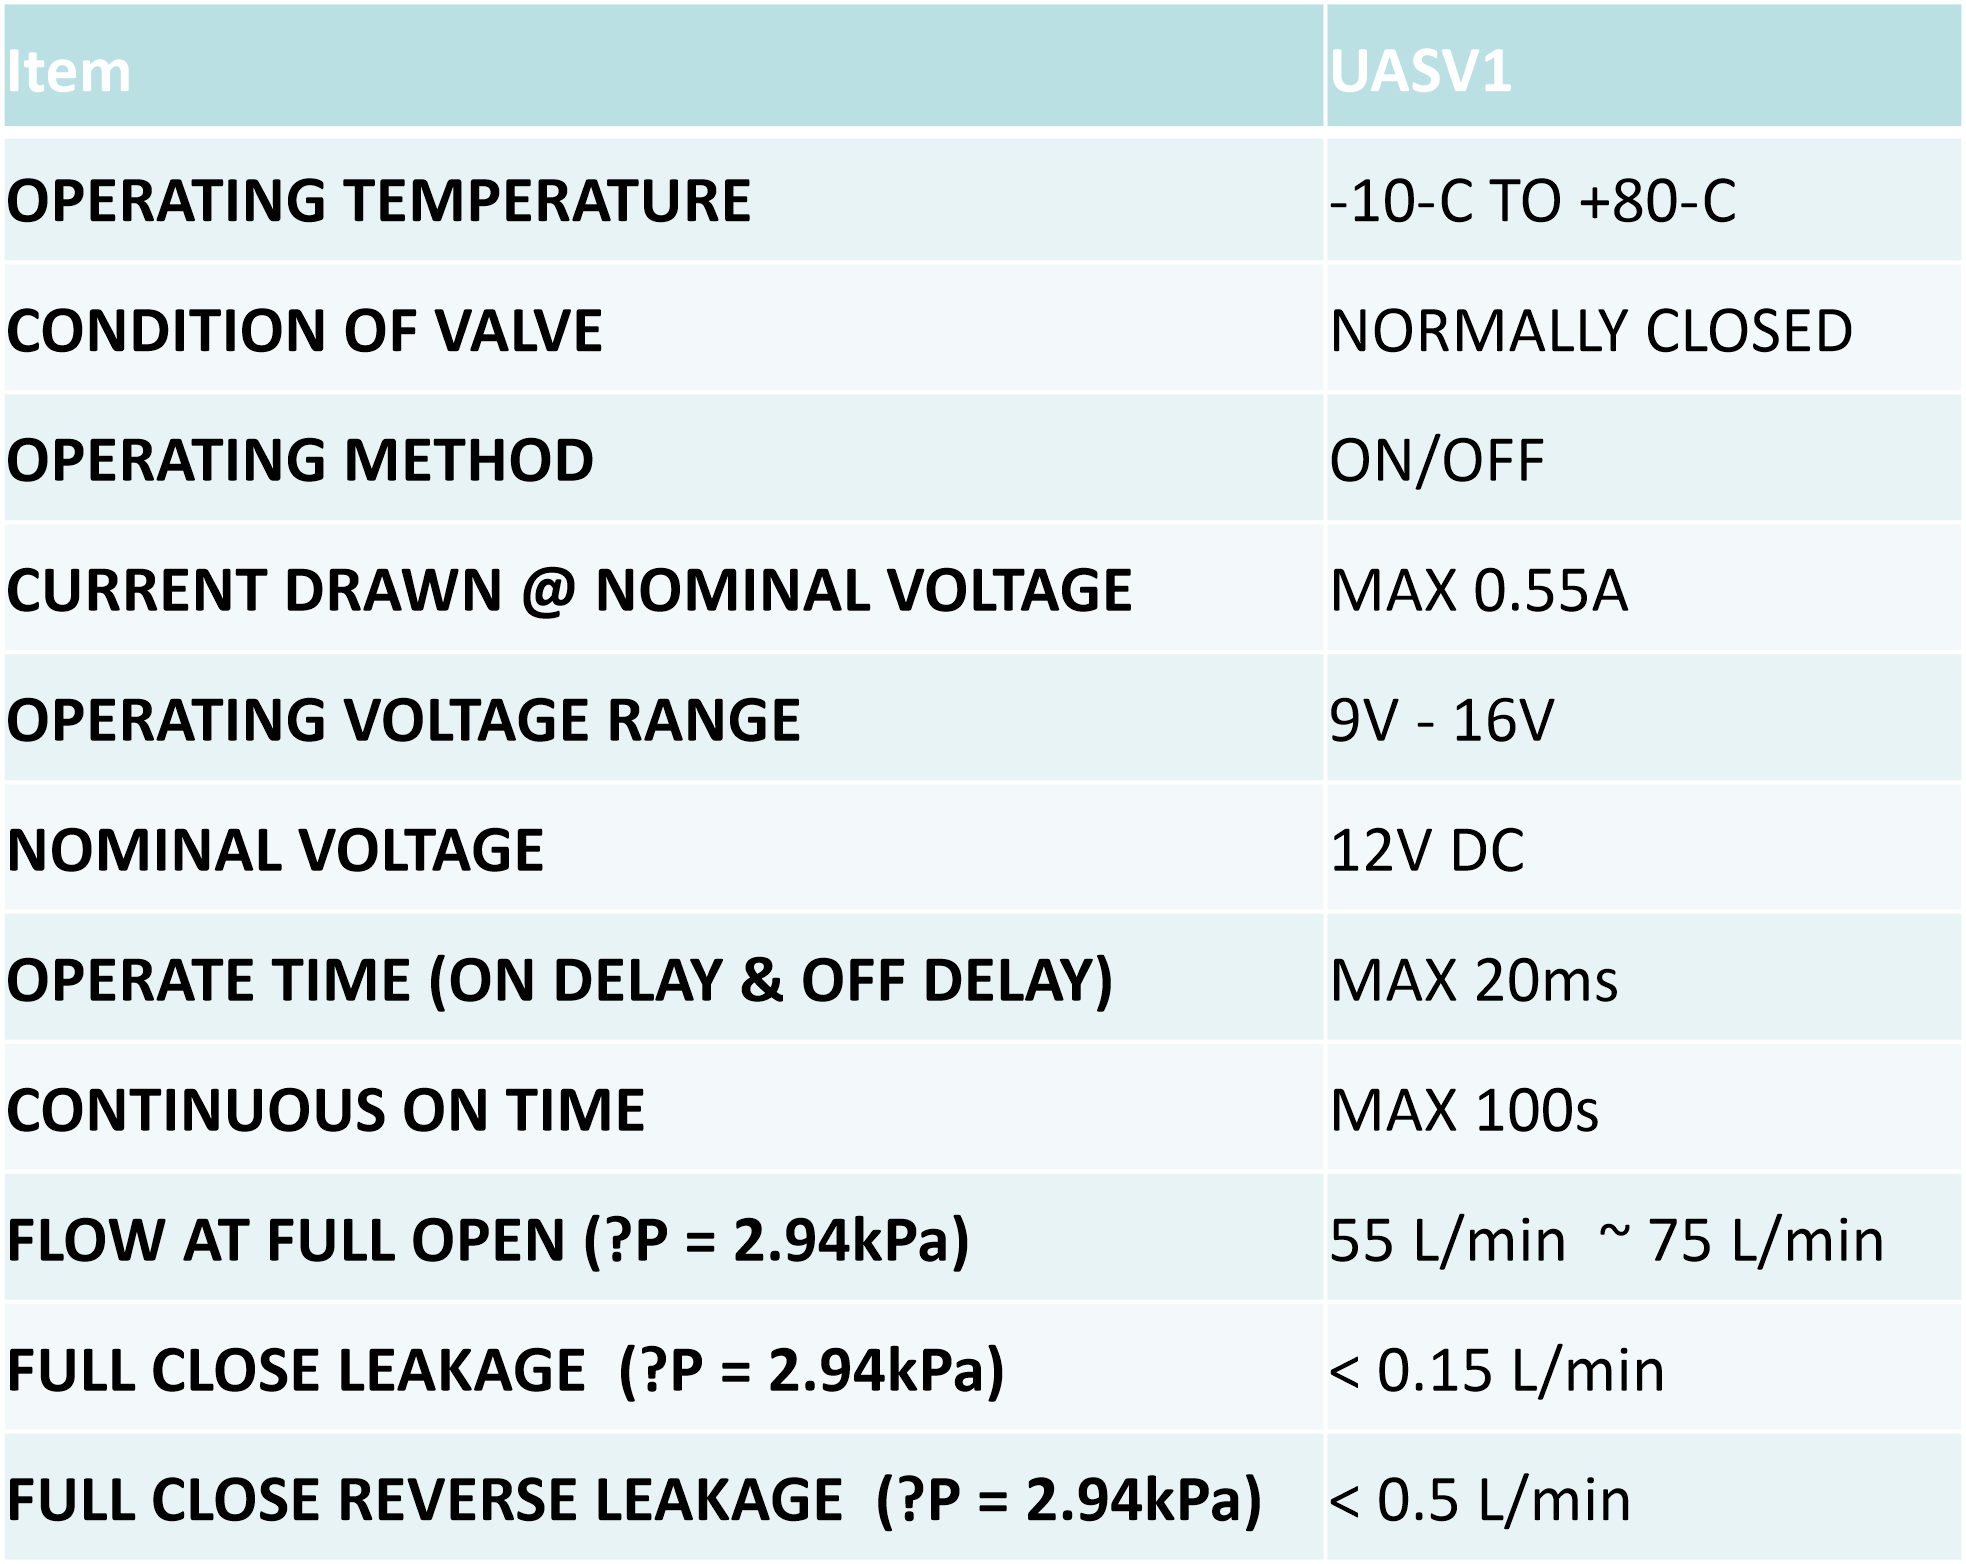 Item UASV1
OPERATING TEMPERATURE -10-C TO +80-C
CONDITION OF VALVE NORMALLY CLOSED
OPERATING METHOD ON/OFF
CURRENT DRAWN @ NOMINAL VOLTAGE MAX 0.55A
OPERATING VOLTAGE RANGE 9V - 16V
NOMINAL VOLTAGE 12V DC
OPERATE TIME (ON DELAY & OFF DELAY) MAX 20ms
CONTINUOUS ON TIME MAX 100s
FLOW AT FULL OPEN (?P = 2.94kPa) 55 L/min ~ 75 L/min
FULL CLOSE LEAKAGE (?P = 2.94kPa) < 0.15 L/min
FULL CLOSE REVERSE LEAKAGE (?P = 2.94kPa) < 0.5 L/min